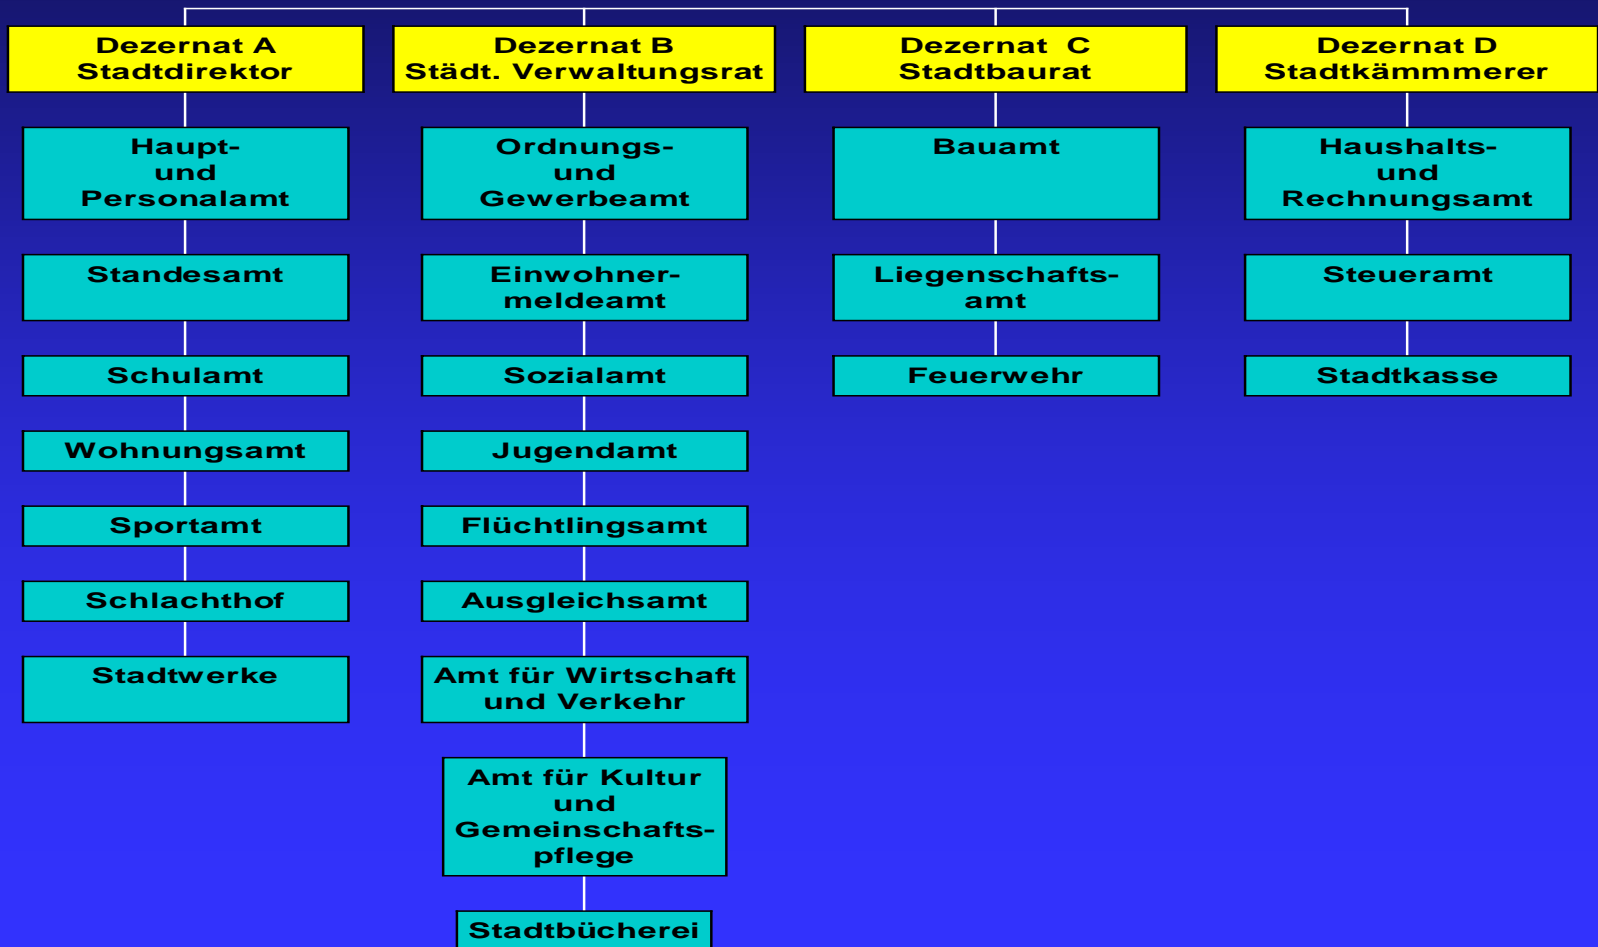 Dezernat A
Stadtdirektor
Haupt-
und
Personalamt
Standesamt
Schulamt
Wohnungsamt
Sportamt
Schlachthof
Stadtwerke
Dezernat B
Städt. Verwaltungsrat
Ordnungs-
und
Gewerbeamt
Einwohner-
meldeamt
Sozialamt
Jugendamt
Flüchtlingsamt
Ausgleichsamt
Amt für Wirtschaft
und Verkehr
Amt für Kultur
und
Gemeinschafts-
pflege
Stadtbücherei
Dezernat C
Stadtbaurat
Bauamt
Liegenschafts-
amt
Feuerwehr
Dezernat D
Stadtkämmmerer
Haushalts-
und
Rechnungsamt
Steueramt
Stadtkasse